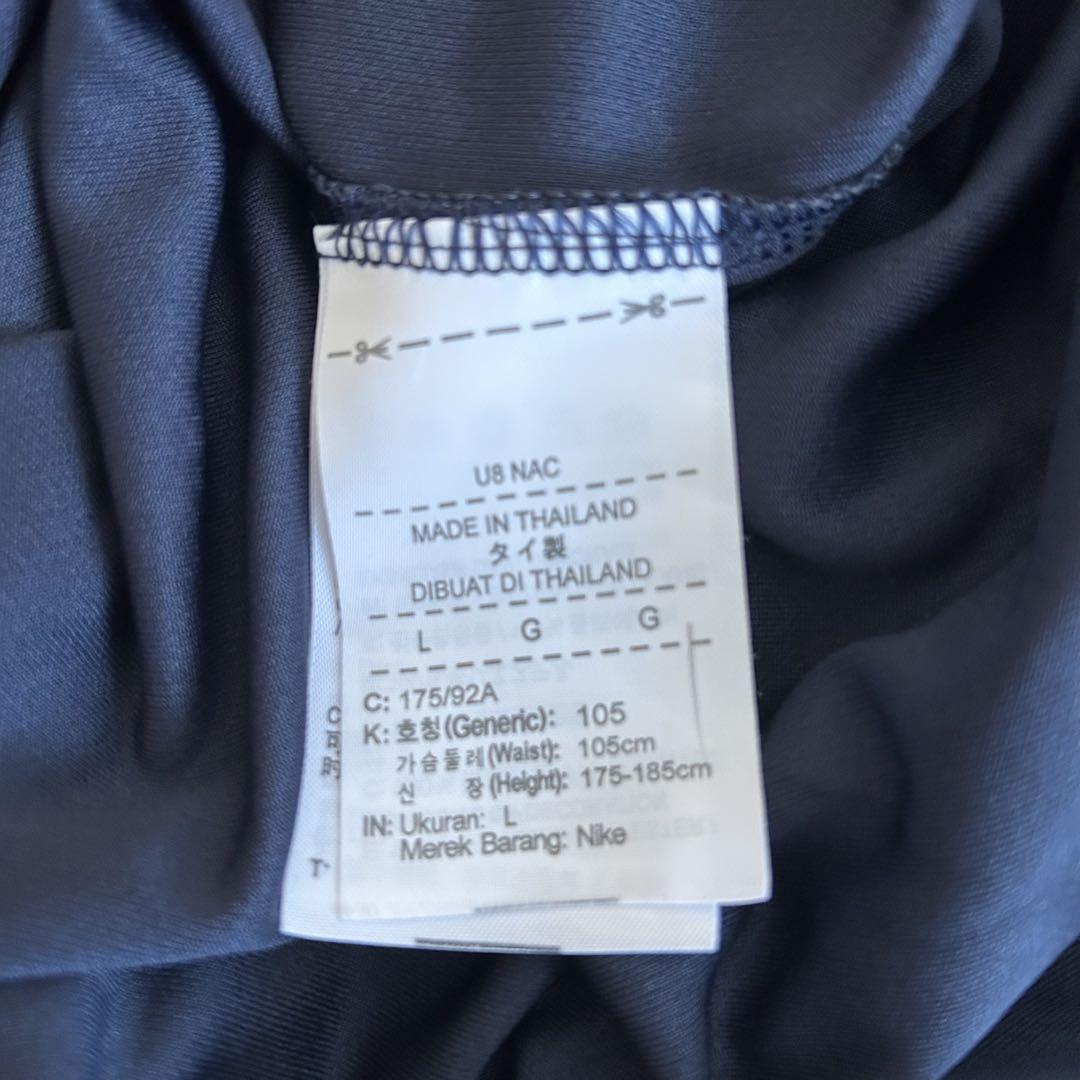 U8 NAC
MADE IN THAILAND
タイ製
DIBUAT DI THAILAND
L G G
C: 175/92A
K: 호칭(Generic): 105
가슴둘레(Waist): 105cm
신 장(Height): 175-185cm
IN: Ukuran: L
Merek Barang: Nike